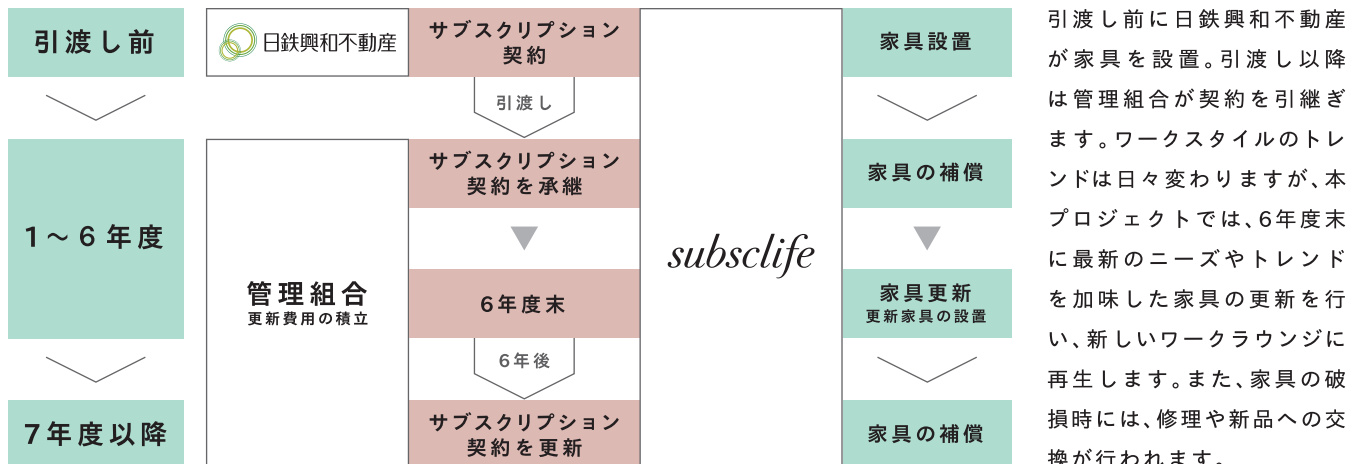 引渡し前
日鉄興和不動産
サブスクリプション
契約
家具設置
引渡し
1〜6年度
管理組合
更新費用の積立
サブスクリプション
契約を承継
subsclife
家具の補償
6年度末
家具更新
更新家具の設置
6年後
7年度以降
サブスクリプション
契約を更新
家具の補償
引渡し前に日鉄興和不動産
が家具を設置。引渡し以降
は管理組合が契約を引継ぎ
ます。ワークスタイルのトレ
ンドは日々変わりますが、本
プロジェクトでは、6年度末
に最新のニーズやトレンド
を加味した家具の更新を行
い、新しいワークラウンジに
再生します。また、家具の破
損時には、修理や新品への交
換が行われます。